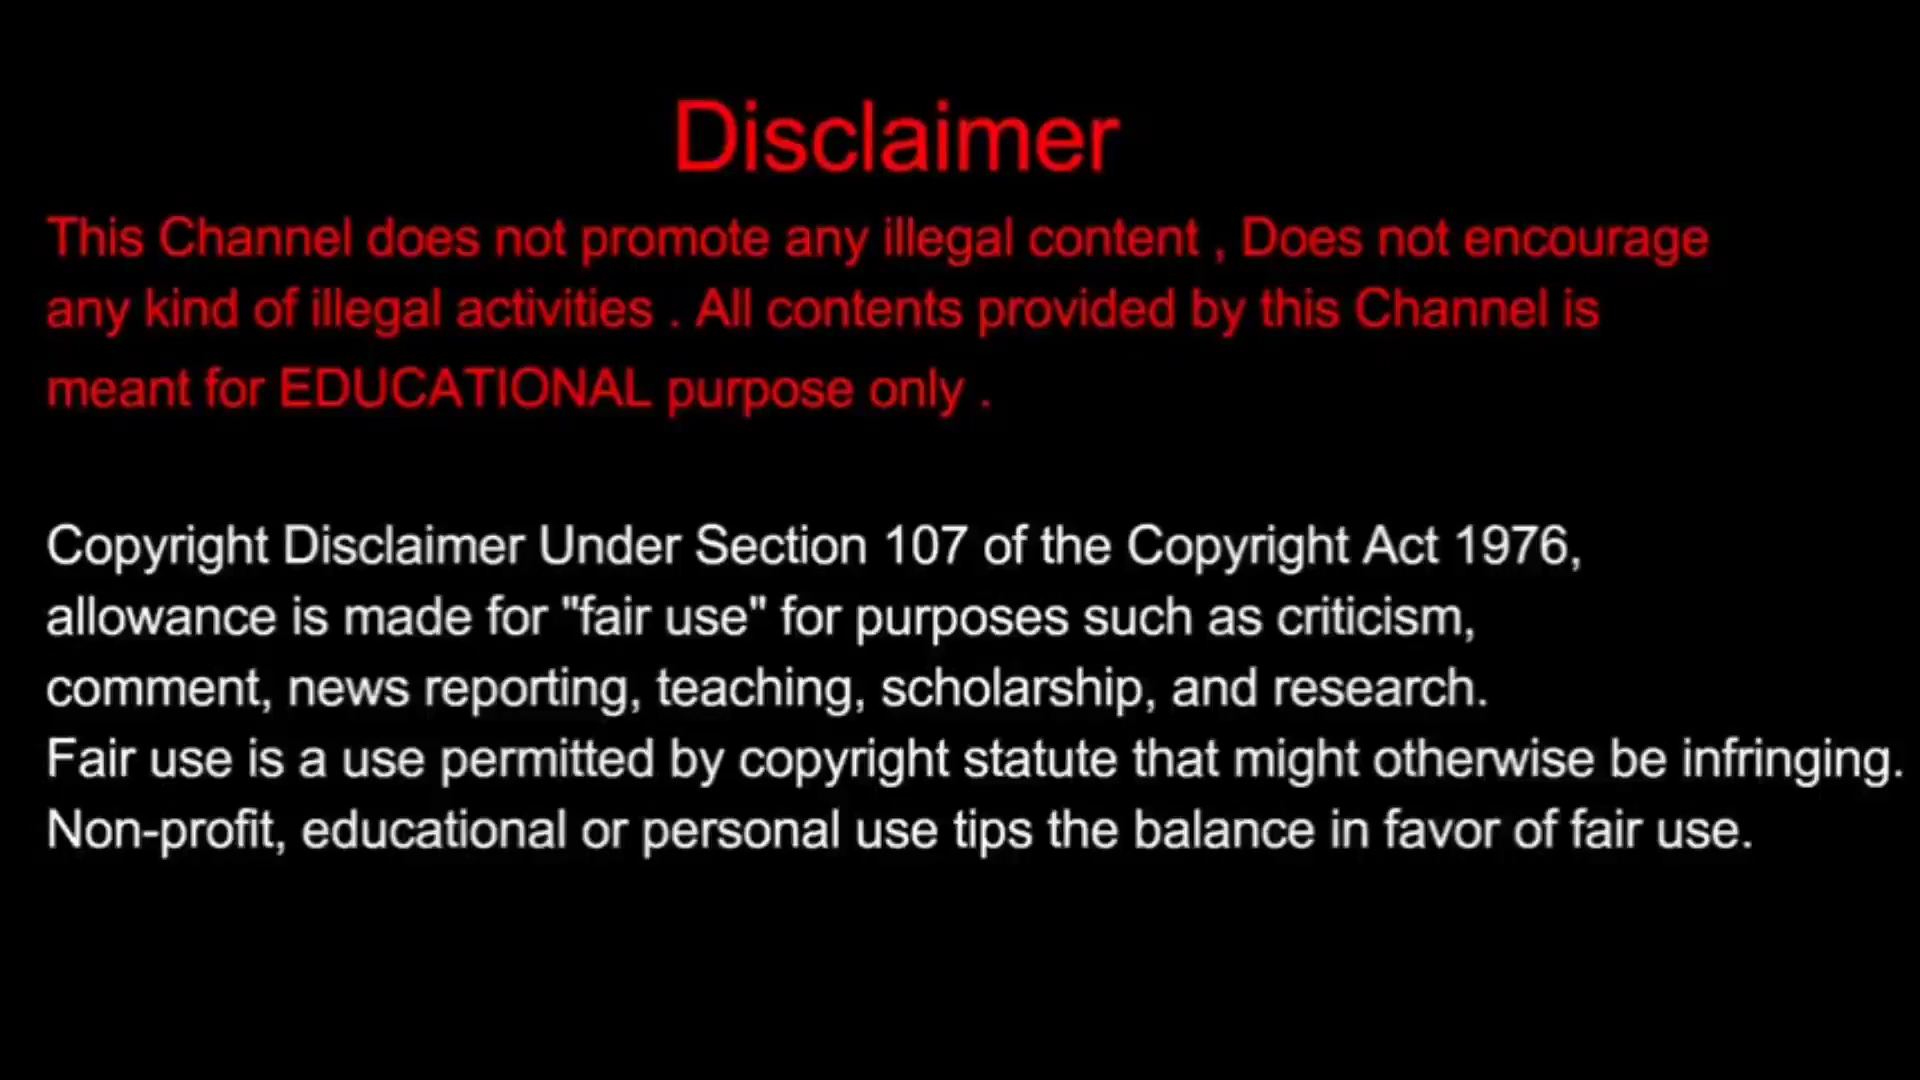 Disclaimer
This Channel does not promote any illegal content , Does not encourage
any kind of illegal activities . All contents provided by this Channel is
meant for EDUCATIONAL purpose only .
Copyright Disclaimer Under Section 107 of the Copyright Act 1976,
allowance is made for "fair use" for purposes such as criticism,
comment, news reporting, teaching, scholarship, and research.
Fair use is a use permitted by copyright statute that might otherwise be infringing.
Non-profit, educational or personal use tips the balance in favor of fair use.